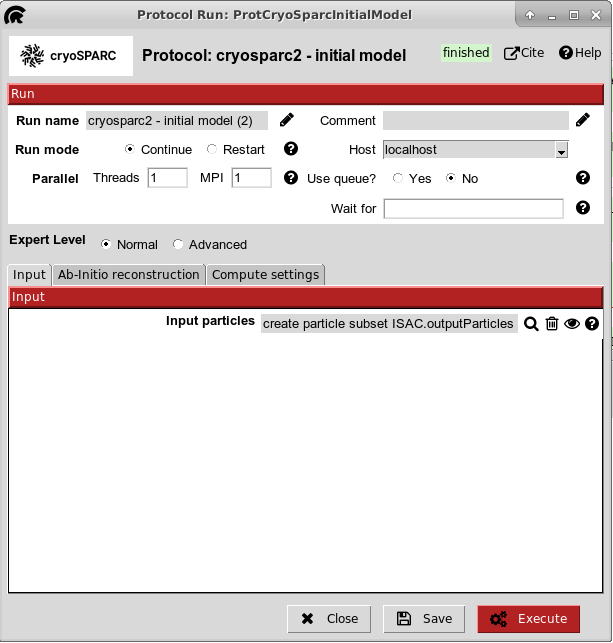 Protocol Run: ProtCryoSparcInitialModel
cryoSPARC
Protocol: cryosparc2 - initial model
finished
Cite
Help
Run
Run name cryosparc2 - initial model (2)
Comment
Run mode Continue Restart
Host localhost
Parallel Threads 1 MPI 1
Use queue? Yes No
Wait for
Expert Level Normal Advanced
Input Ab-Initio reconstruction Compute settings
Input
Input particles create particle subset ISAC.outputParticles
Close Save Execute